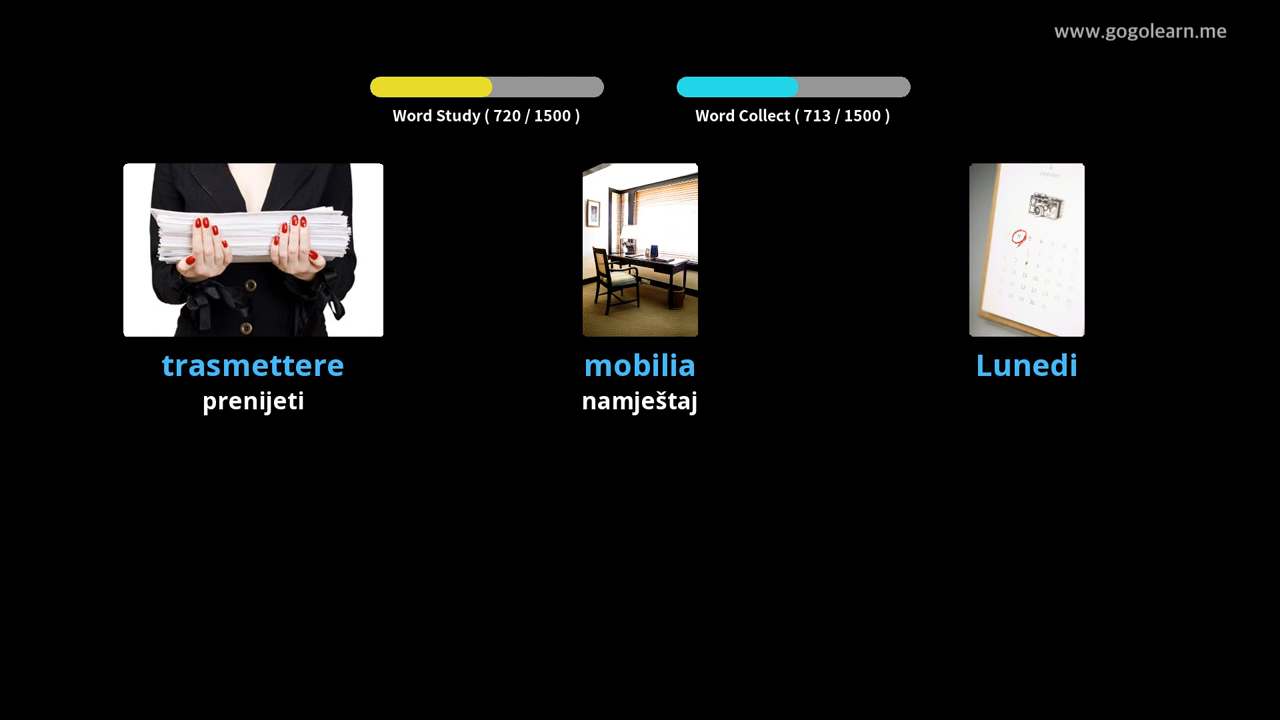 www.gogolearn.me
Word Study ( 720 / 1500 )
Word Collect ( 713 / 1500 )
trasmettere
mobilia
Lunedi
prenijeti
namještaj